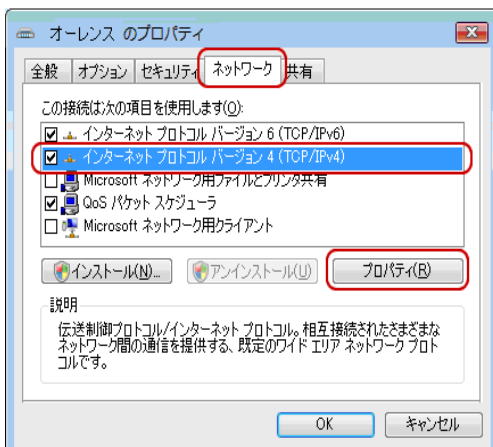 オーレンス のプロパティ
全般 オプション セキュリティ ネットワーク 共有
この接続は次の項目を使用します(O):
インターネット プロトコル バージョン 6 (TCP/IPv6)
インターネット プロトコル バージョン 4 (TCP/IPv4)
Microsoft ネットワーク用ファイルとプリンタ共有
QoS パケット スケジューラ
Microsoft ネットワーク用クライアント
インストール(N)... アンインストール(U) プロパティ(R)
説明
伝送制御プロトコル/インターネット プロトコル。相互接続されたさまざまな
ネットワーク間の通信を提供する、既定のワイド エリア ネットワーク プロト
コルです。
OK キャンセル